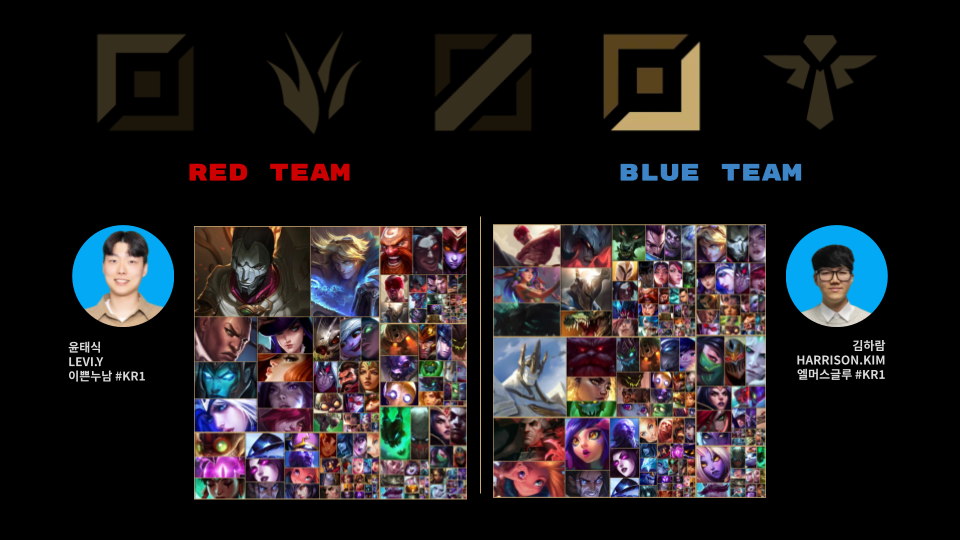 RED TEAM
BLUE TEAM
윤태식
LEVI.Y
이쁜누남 #KR1
김하람
HARRISON.KIM
엘머스글루 #KR1